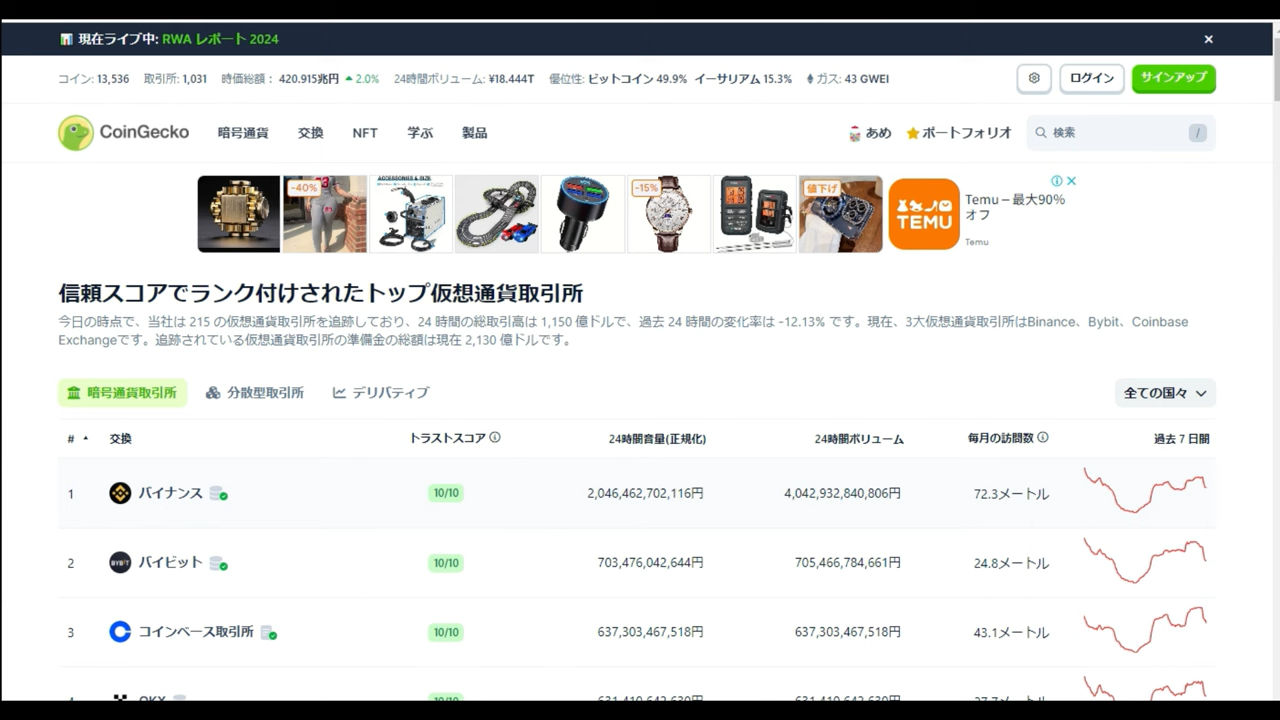 現在ライブ中: RWA レポート 2024
コイン: 13,536 取引所: 1,031 時価総額： 420.915兆円 2.0% 24時間ボリューム: ¥18.444T 優位性: ビットコイン 49.9% イーサリアム 15.3% ガス: 43 GWEI
ログイン サインアップ
CoinGecko 暗号通貨 交換 NFT 学ぶ 製品 あめ ポートフォリオ 検索 /
-40% ACCESSORIES & SIZE -15% 値下げ
TEMU
Temu – 最大90%
オフ
Temu
信頼スコアでランク付けされたトップ仮想通貨取引所
今日の時点で、当社は 215 の仮想通貨取引所を追跡しており、24 時間の総取引高は 1,150 億ドルで、過去 24 時間の変化率は -12.13% です。現在、3大仮想通貨取引所はBinance、Bybit、Coinbase
Exchangeです。追跡されている仮想通貨取引所の準備金の総額は現在 2,130 億ドルです。
暗号通貨取引所 分散型取引所 デリバティブ 全ての国々
# 交換 トラストスコア 24時間音量(正規化) 24時間ボリューム 毎月の訪問数 過去 7 日間
1 バイナンス 10/10 2,046,462,702,116円 4,042,932,840,806円 72.3メートル
2 BYBIT バイビット 10/10 703,476,042,644円 705,466,784,661円 24.8メートル
3 コインベース取引所 10/10 637,303,467,518円 637,303,467,518円 43.1メートル
OKX